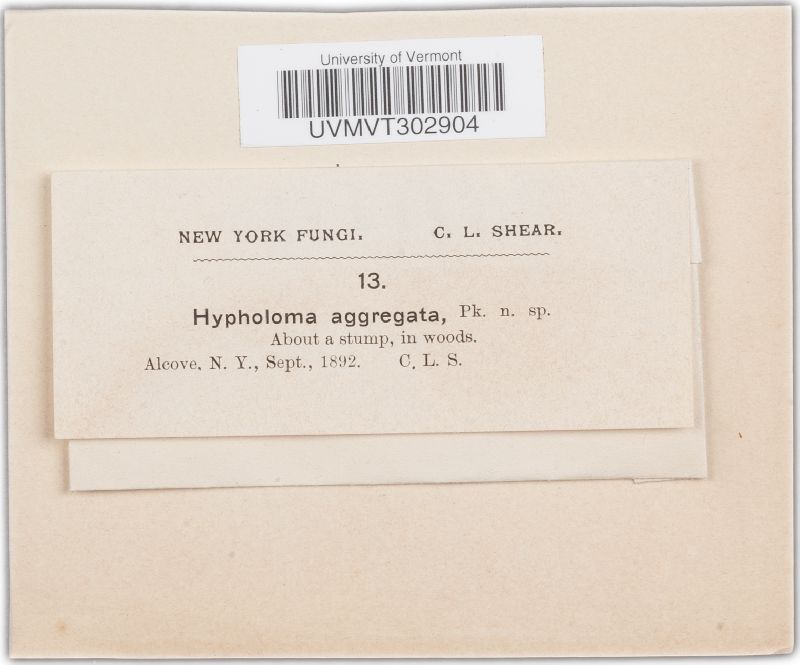 University of Vermont
UVMVT302904
NEW YORK FUNGI. C. L. SHEAR.
13.
Hypholoma aggregata, Pk. n. sp.
About a stump, in woods.
Alcove, N. Y., Sept., 1892. C. L. S.